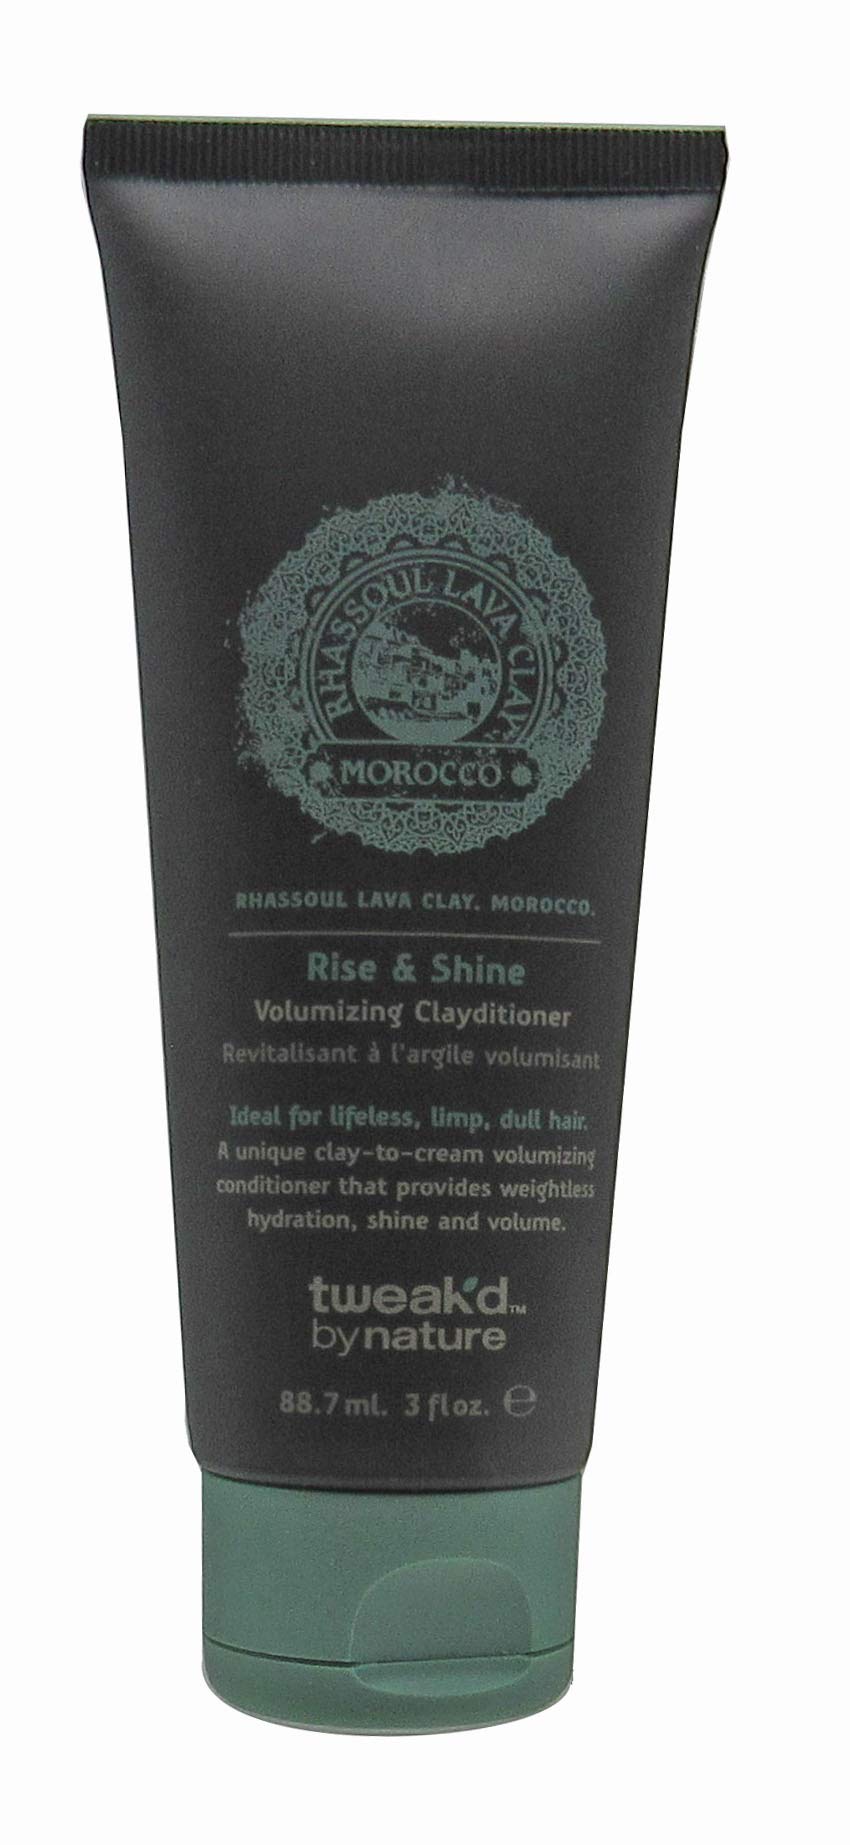 RHASSOUL LAVA CLAY
MOROCCO
RHASSOUL LAVA CLAY. MOROCCO.
Rise & Shine
Volumizing Clayditioner
Revitalisant à l'argile volumisant
Ideal for lifeless, limp, dull hair.
A unique clay-to-cream volumizing
conditioner that provides weightless
hydration, shine and volume.
tweak'd™
bynature
88.7 ml. 3 fl oz. ℮